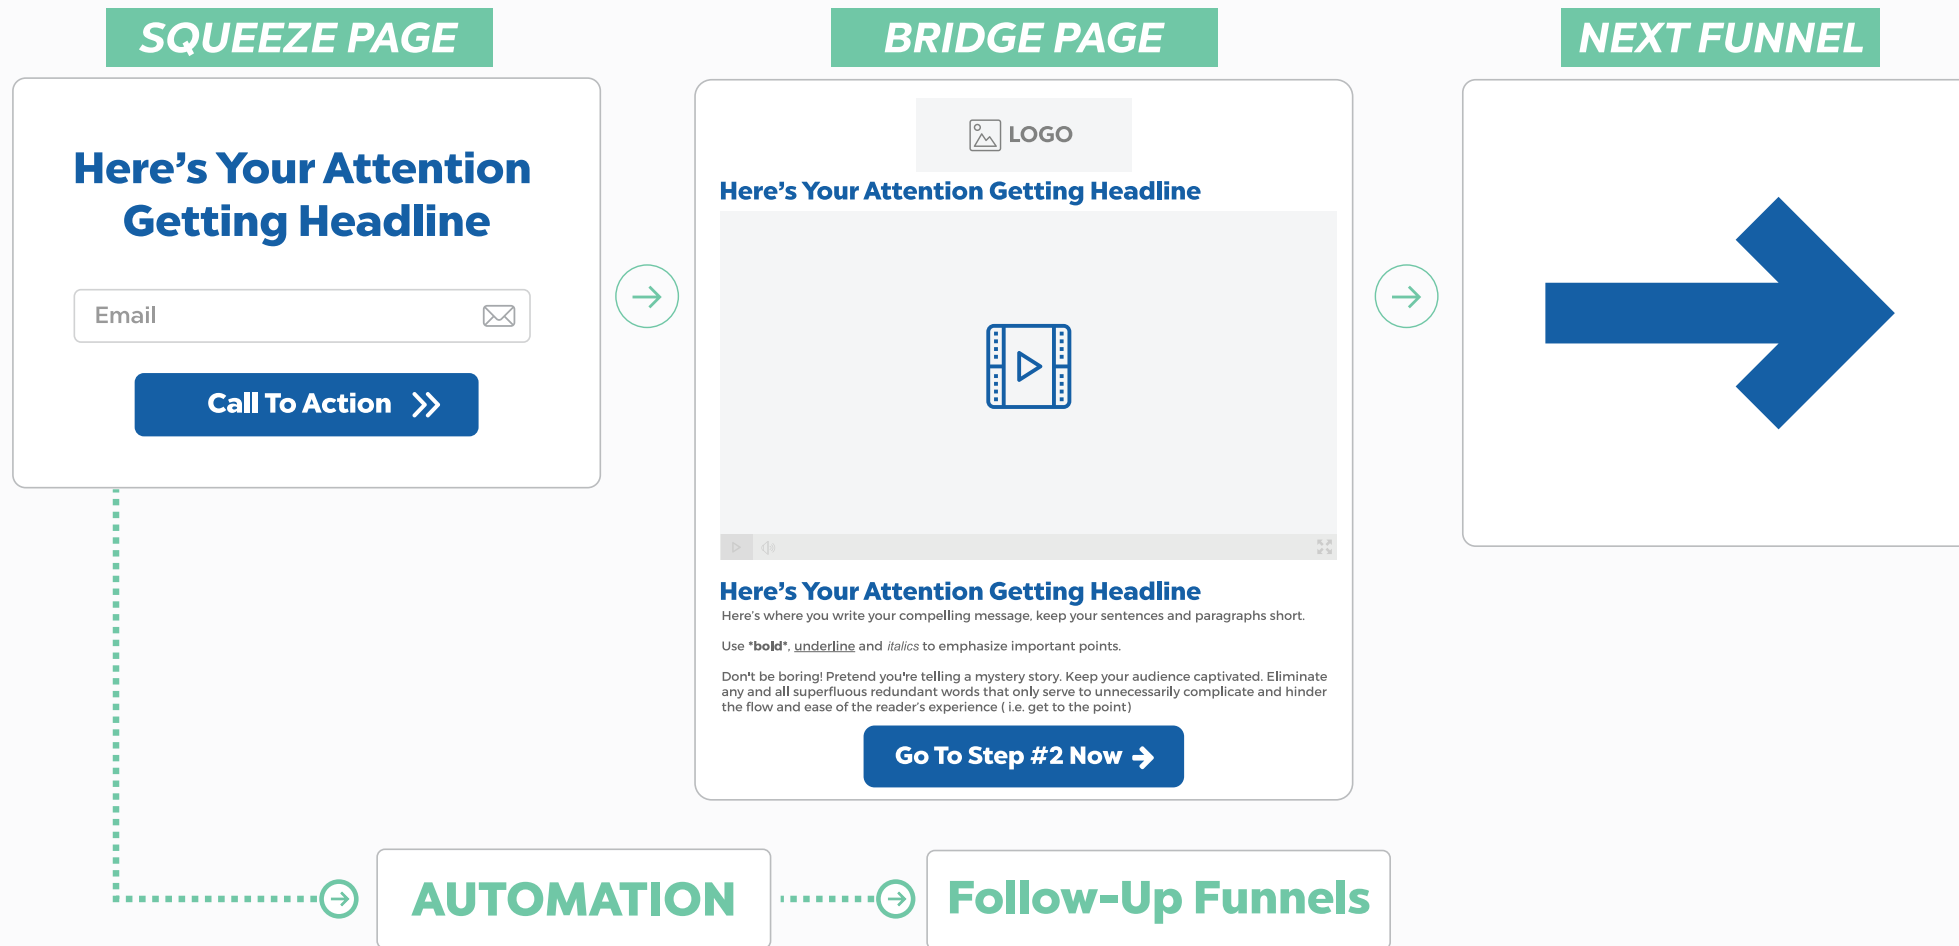 SQUEEZE PAGE
Here's Your Attention
Getting Headline
Email
Call To Action
BRIDGE PAGE
LOGO
Here's Your Attention Getting Headline
Here's Your Attention Getting Headline
Here's where you write your compelling message, keep your sentences and paragraphs short.
Use *bold*, underline and italics to emphasize important points.
Don't be boring! Pretend you're telling a mystery story. Keep your audience captivated. Eliminate
any and all superfluous redundant words that only serve to unnecessarily complicate and hinder
the flow and ease of the reader's experience ( i.e. get to the point)
Go To Step #2 Now
NEXT FUNNEL
AUTOMATION
Follow-Up Funnels